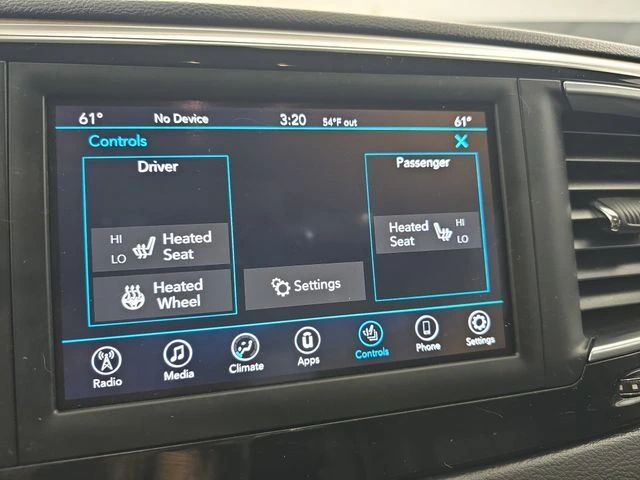 61° No Device 3:20 54°F out 61°
Controls X
Driver
Passenger
HI
LO
Heated
Seat
Heated
Seat
HI
LO
Heated
Wheel
Settings
Radio Media Climate Apps Controls Phone Settings